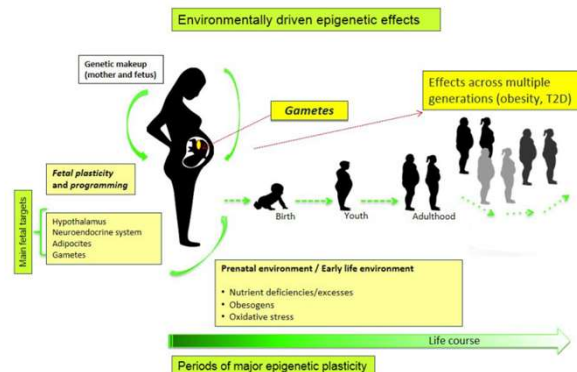 Environmentally driven epigenetic effects
Genetic makeup
(mother and fetus)
Gametes
Effects across multiple
generations (obesity, T2D)
Fetal plasticity
and programming
Main fetal targets
Hypothalamus
Neuroendocrine system
Adipocites
Gametes
Birth
Youth
Adulthood
Prenatal environment / Early life environment
• Nutrient deficiencies/excesses
• Obesogens
• Oxidative stress
Life course
Periods of major epigenetic plasticity